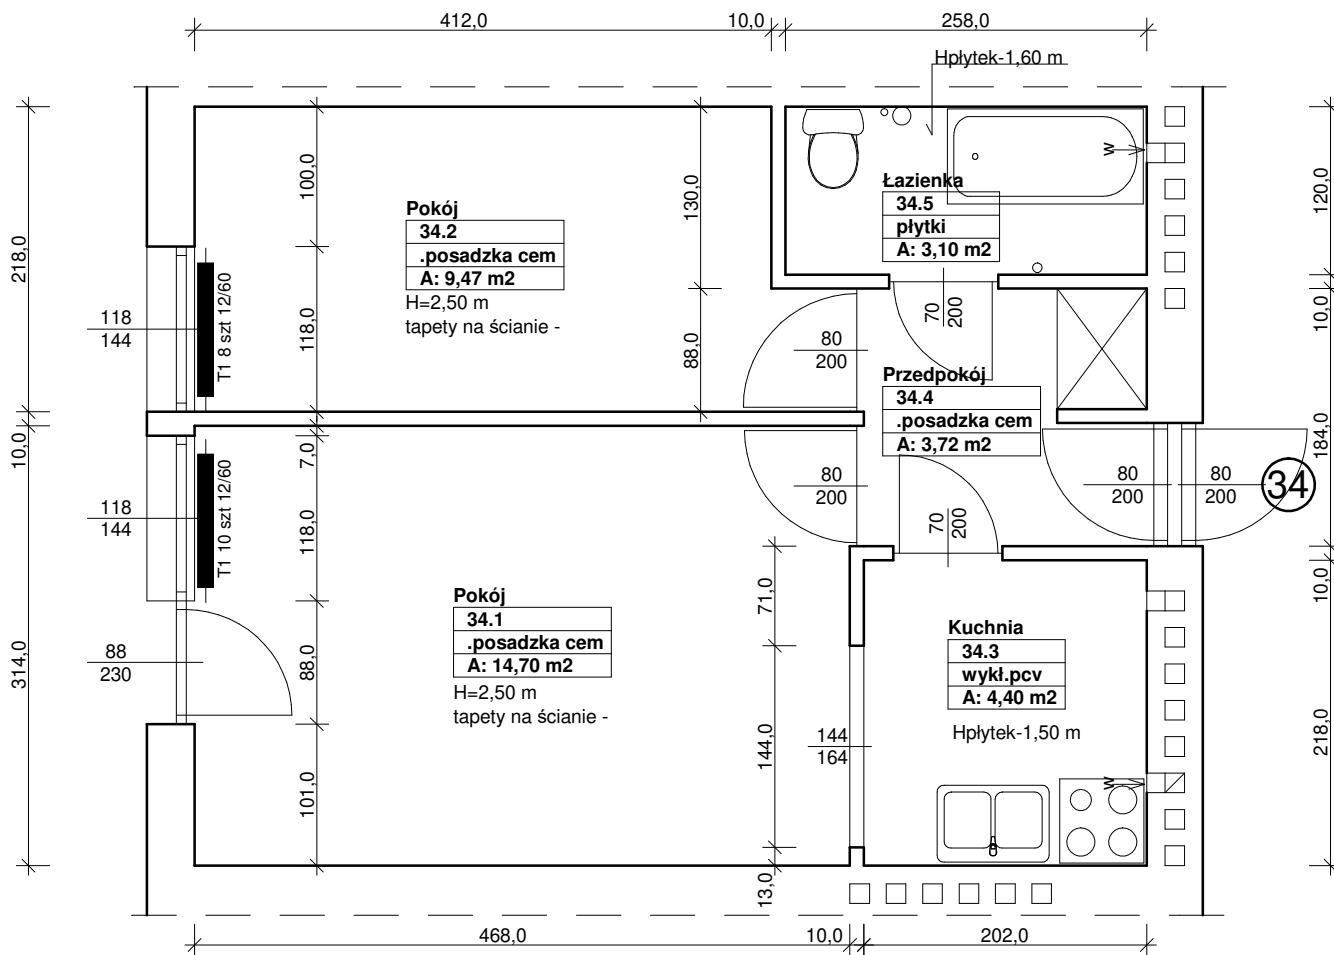 412,0
10,0
258,0
Hpłytek-1,60 m
218,0
10,0
314,0
100,0
118,0
7,0
118,0
88,0
101,0
130,0
88,0
Pokój
34.2
.posadzka cem
A: 9,47 m2
H=2,50 m
tapety na ścianie -
118
144
T1 8 szt 12/60
80
200
Łazienka
34.5
płytki
A: 3,10 m2
W
70
200
120,0
10,0
184,0
10,0
218,0
Przedpokój
34.4
.posadzka cem
A: 3,72 m2
80
200
80
200
34
118
144
T1 10 szt 12/60
80
200
70
200
88
230
Pokój
34.1
.posadzka cem
A: 14,70 m2
H=2,50 m
tapety na ścianie -
71,0
144,0
13,0
144
164
Kuchnia
34.3
wykł.pcv
A: 4,40 m2
Hpłytek-1,50 m
W
468,0
10,0
202,0